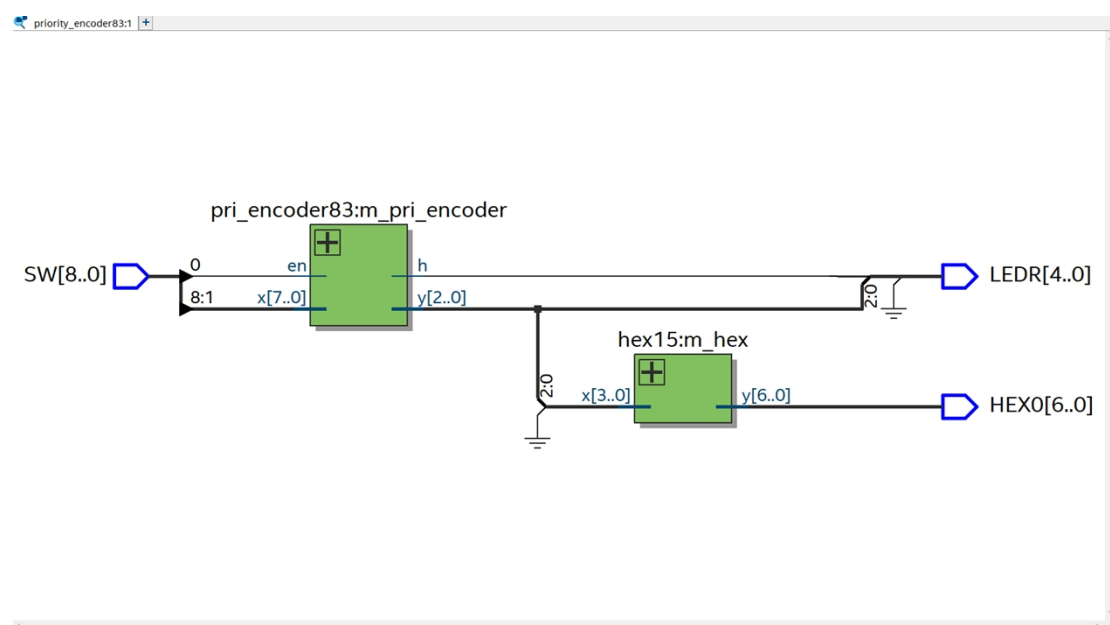 priority_encoder83:1
pri_encoder83:m_pri_encoder
SW[8..0]
0
en
h
LEDR[4..0]
8:1
x[7..0]
y[2..0]
2:0
hex15:m_hex
2:0
x[3..0]
y[6..0]
HEX0[6..0]